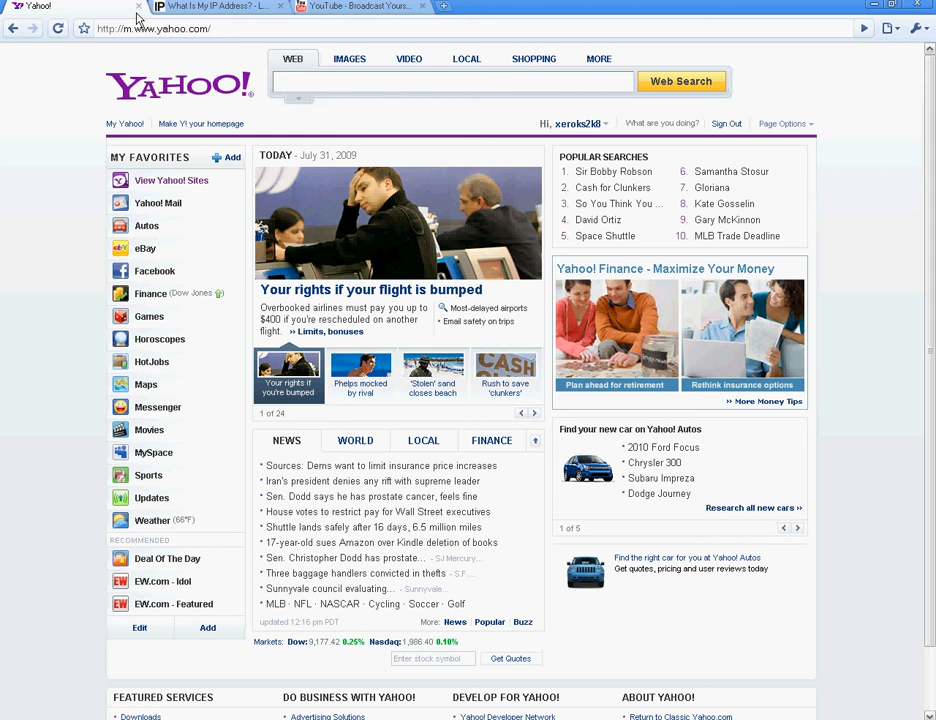 Yahoo!
What Is My IP Address? - L...
YouTube - Broadcast Yours...
http://m.www.yahoo.com/
YAHOO!
WEB
IMAGES
VIDEO
LOCAL
SHOPPING
MORE
Web Search
My Yahoo!
Make Y! your homepage
Hi, xeroks2k8
What are you doing?
Sign Out
Page Options
MY FAVORITES
Add
View Yahoo! Sites
Yahoo! Mail
Autos
eBay
Facebook
Finance (Dow Jones)
Games
Horoscopes
HotJobs
Maps
Messenger
Movies
MySpace
Sports
Updates
Weather (66°F)
RECOMMENDED
Deal Of The Day
EW.com - Idol
EW.com - Featured
Edit
Add
TODAY - July 31, 2009
Your rights if your flight is bumped
Overbooked airlines must pay you up to
$400 if you're rescheduled on another
flight. ›› Limits, bonuses
Most-delayed airports
• Email safety on trips
Your rights if
you're bumped
Phelps mocked
by rival
'Stolen' sand
closes beach
CASH
Rush to save
'clunkers'
1 of 24
NEWS
WORLD
LOCAL
FINANCE
• Sources: Dems want to limit insurance price increases
• Iran's president denies any rift with supreme leader
• Sen. Dodd says he has prostate cancer, feels fine
• House votes to restrict pay for Wall Street executives
• Shuttle lands safely after 16 days, 6.5 million miles
• 17-year-old sues Amazon over Kindle deletion of books
• Sen. Christopher Dodd has prostate... - SJ Mercury...
• Three baggage handlers convicted in thefts - S.F....
• Sunnyvale council evaluating... - Sunnyvale...
• MLB · NFL · NASCAR · Cycling · Soccer · Golf
updated 12:16 pm PDT
More: News Popular Buzz
Markets: Dow: 9,177.42 0.25% Nasdaq: 1,986.40 0.10%
Enter stock symbol
Get Quotes
POPULAR SEARCHES
1. Sir Bobby Robson
2. Cash for Clunkers
3. So You Think You ...
4. David Ortiz
5. Space Shuttle
6. Samantha Stosur
7. Gloriana
8. Kate Gosselin
9. Gary McKinnon
10. MLB Trade Deadline
Yahoo! Finance - Maximize Your Money
Plan ahead for retirement
Rethink insurance options
›› More Money Tips
Find your new car on Yahoo! Autos
• 2010 Ford Focus
• Chrysler 300
• Subaru Impreza
• Dodge Journey
Research all new cars ››
1 of 5
Find the right car for you at Yahoo! Autos
Get quotes, pricing and user reviews today
FEATURED SERVICES
DO BUSINESS WITH YAHOO!
DEVELOP FOR YAHOO!
ABOUT YAHOO!
• Downloads
• Advertising Solutions
• Yahoo! Developer Network
• Return to Classic Yahoo.com